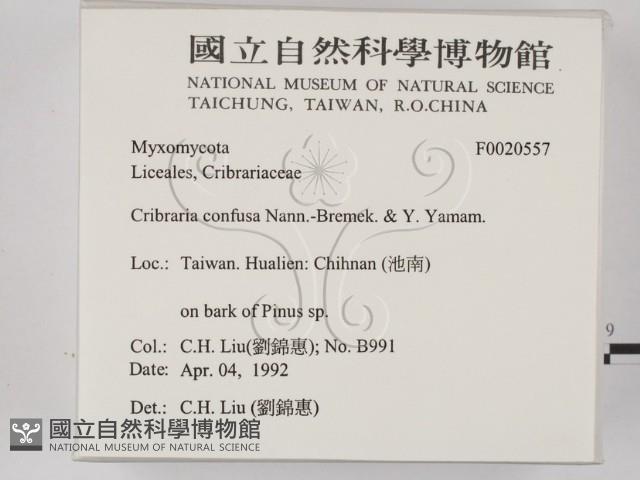 國立自然科學博物館
NATIONAL MUSEUM OF NATURAL SCIENCE
TAICHUNG, TAIWAN, R.O.CHINA
Myxomycota F0020557
Liceales, Cribrariaceae
Cribraria confusa Nann.-Bremek. & Y. Yamam.
Loc.: Taiwan. Hualien: Chihnan (池南)
on bark of Pinus sp.
Col.: C.H. Liu(劉錦惠); No. B991
Date: Apr. 04, 1992
Det.: C.H. Liu (劉錦惠)
9
國立自然科學博物館
NATIONAL MUSEUM OF NATURAL SCIENCE